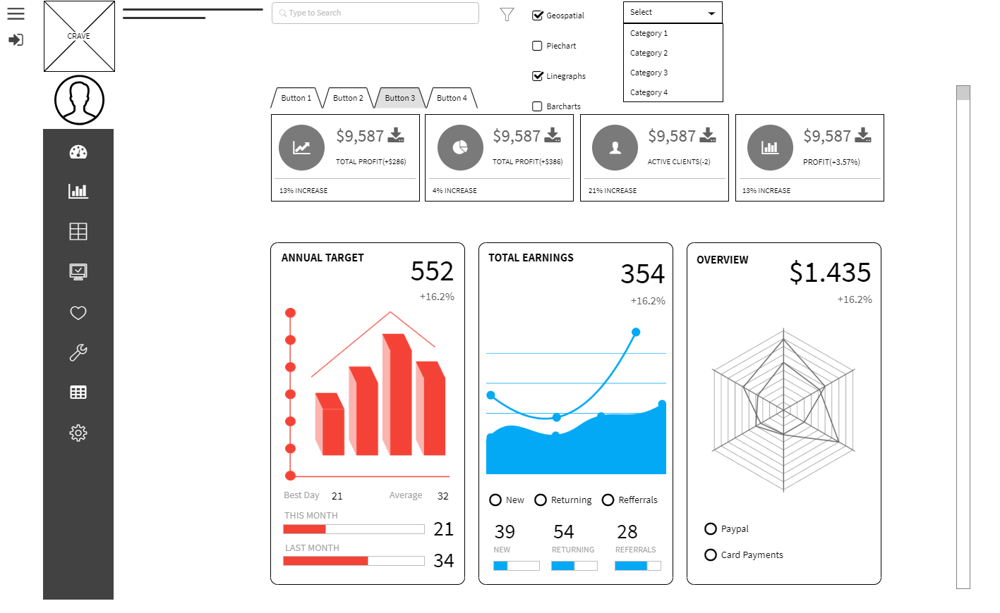 CRAVE
Type to Search
Geospatial
Piechart
Linegraphs
Barcharts
Select
Category 1
Category 2
Category 3
Category 4
Button 1
Button 2
Button 3
Button 4
$9,587
TOTAL PROFIT(+$286)
13% INCREASE
$9,587
TOTAL PROFIT(+$386)
4% INCREASE
$9,587
ACTIVE CLIENTS(-2)
21% INCREASE
$9,587
PROFIT(+3.57%)
13% INCREASE
ANNUAL TARGET
552
+16.2%
Best Day 21 Average 32
THIS MONTH
21
LAST MONTH
34
TOTAL EARNINGS
354
+16.2%
New Returning Refferrals
39 54 28
NEW RETURNING REFERRALS
OVERVIEW
$1.435
+16.2%
Paypal
Card Payments